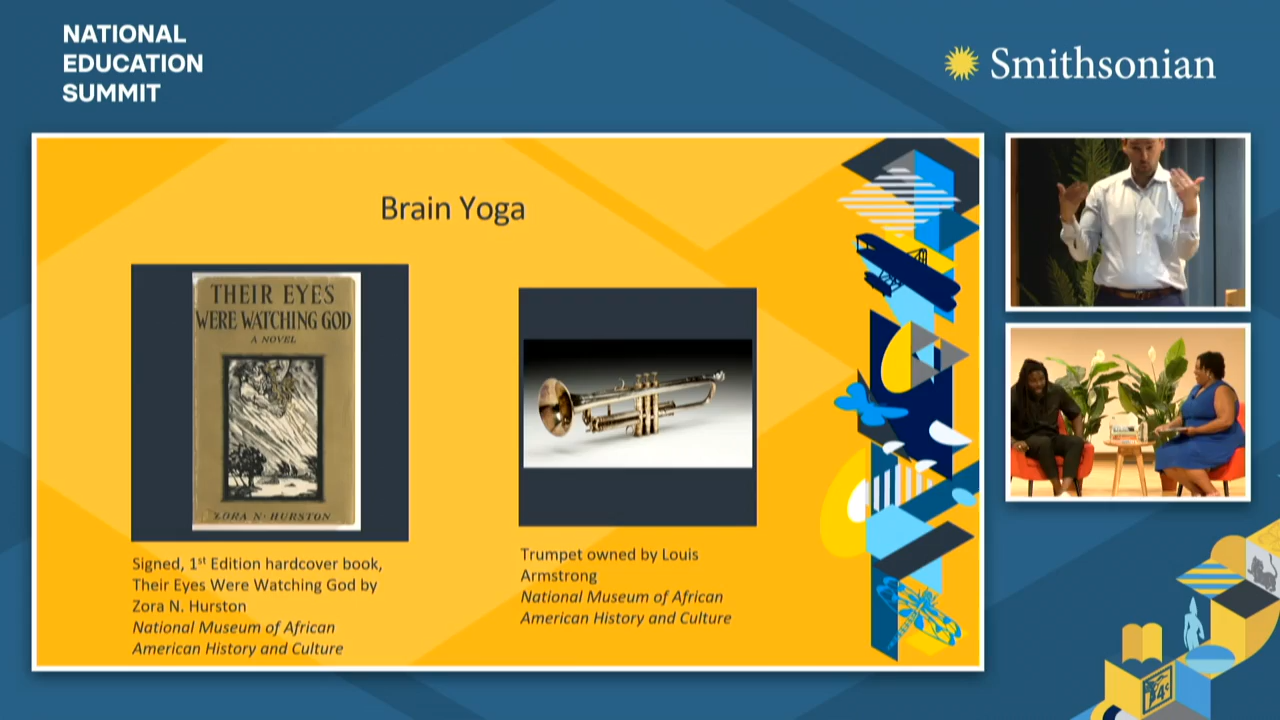 NATIONAL
EDUCATION
SUMMIT
Smithsonian
Brain Yoga
THEIR EYES
WERE WATCHING GOD
A NOVEL
ZORA N. HURSTON
Signed, 1st Edition hardcover book,
Their Eyes Were Watching God by
Zora N. Hurston
National Museum of African
American History and Culture
Trumpet owned by Louis
Armstrong
National Museum of African
American History and Culture
4c